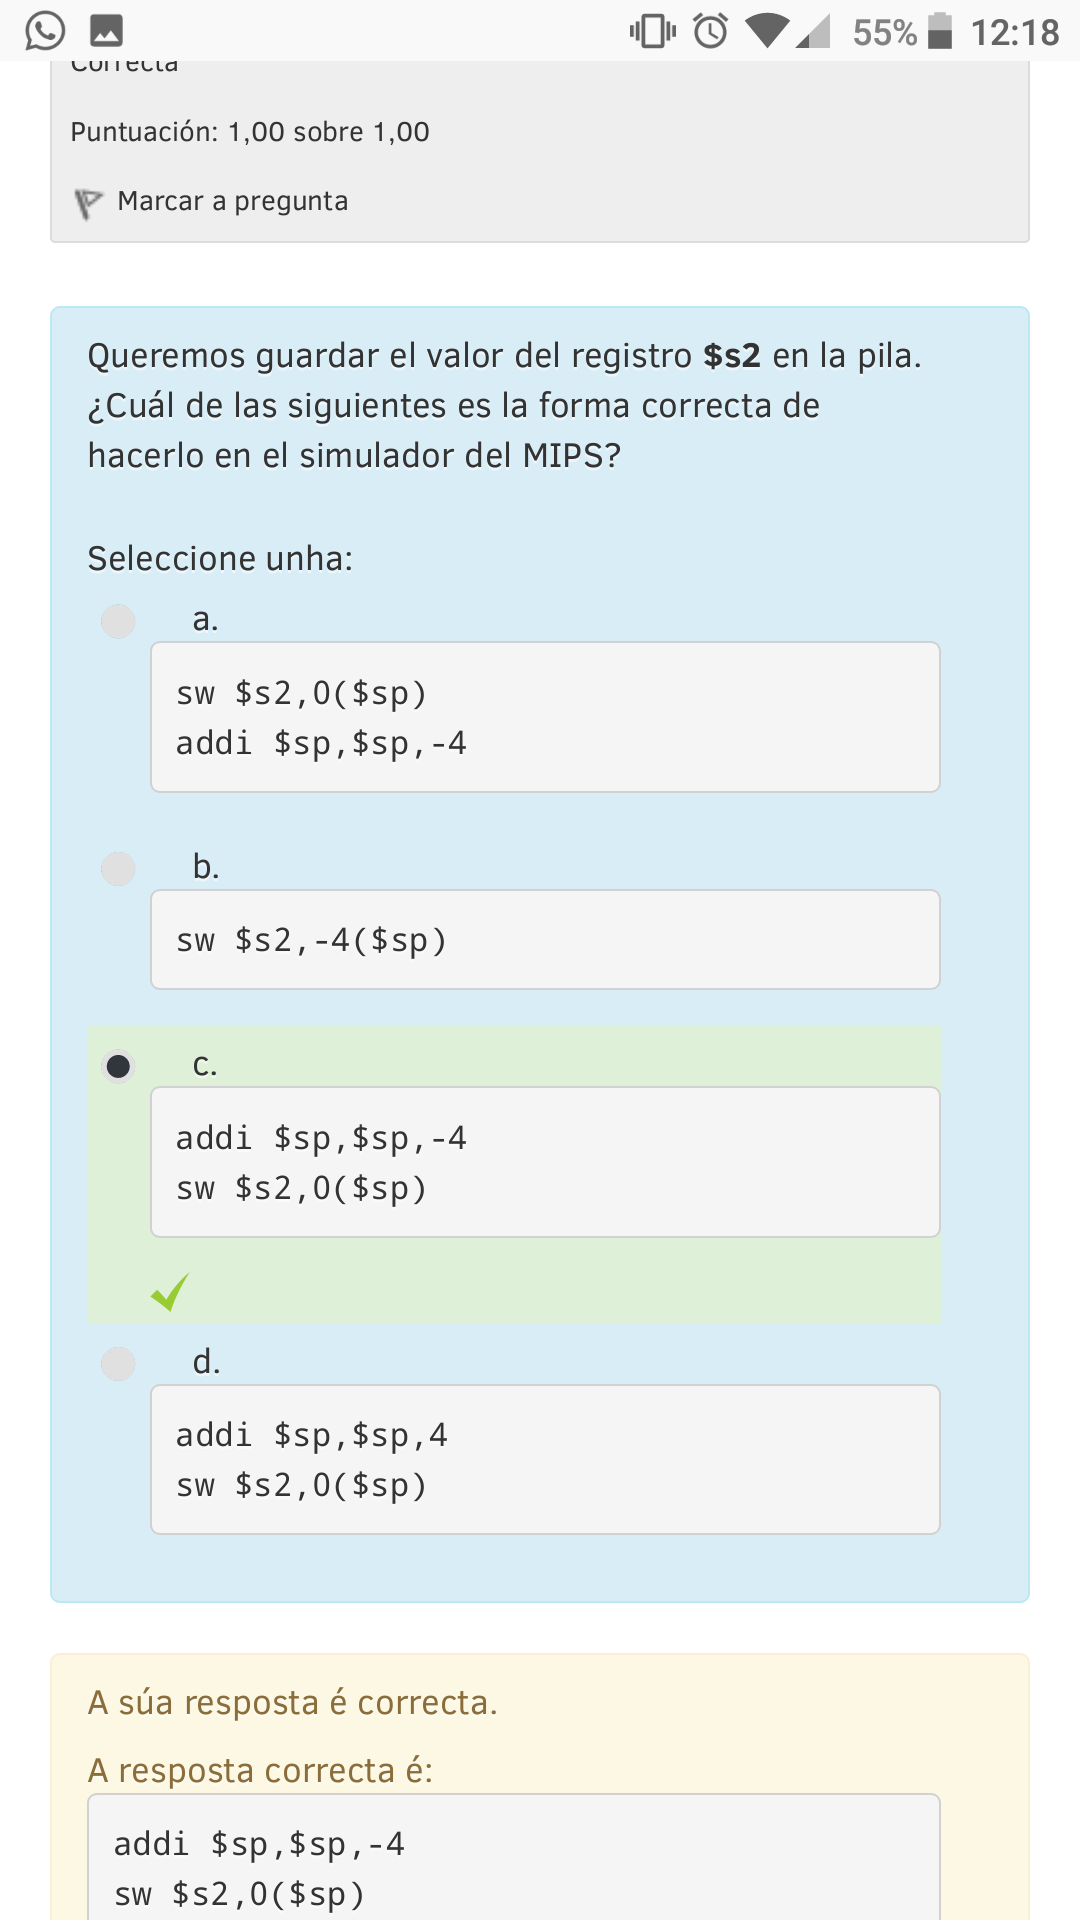 55% 12:18
Correcta
Puntuación: 1,00 sobre 1,00
Marcar a pregunta
Queremos guardar el valor del registro $s2 en la pila.
¿Cuál de las siguientes es la forma correcta de
hacerlo en el simulador del MIPS?
Seleccione unha:
a.
sw $s2,0($sp)
addi $sp,$sp,-4
b.
sw $s2,-4($sp)
c.
addi $sp,$sp,-4
sw $s2,0($sp)
d.
addi $sp,$sp,4
sw $s2,0($sp)
A súa resposta é correcta.
A resposta correcta é:
addi $sp,$sp,-4
sw $s2,0($sp)